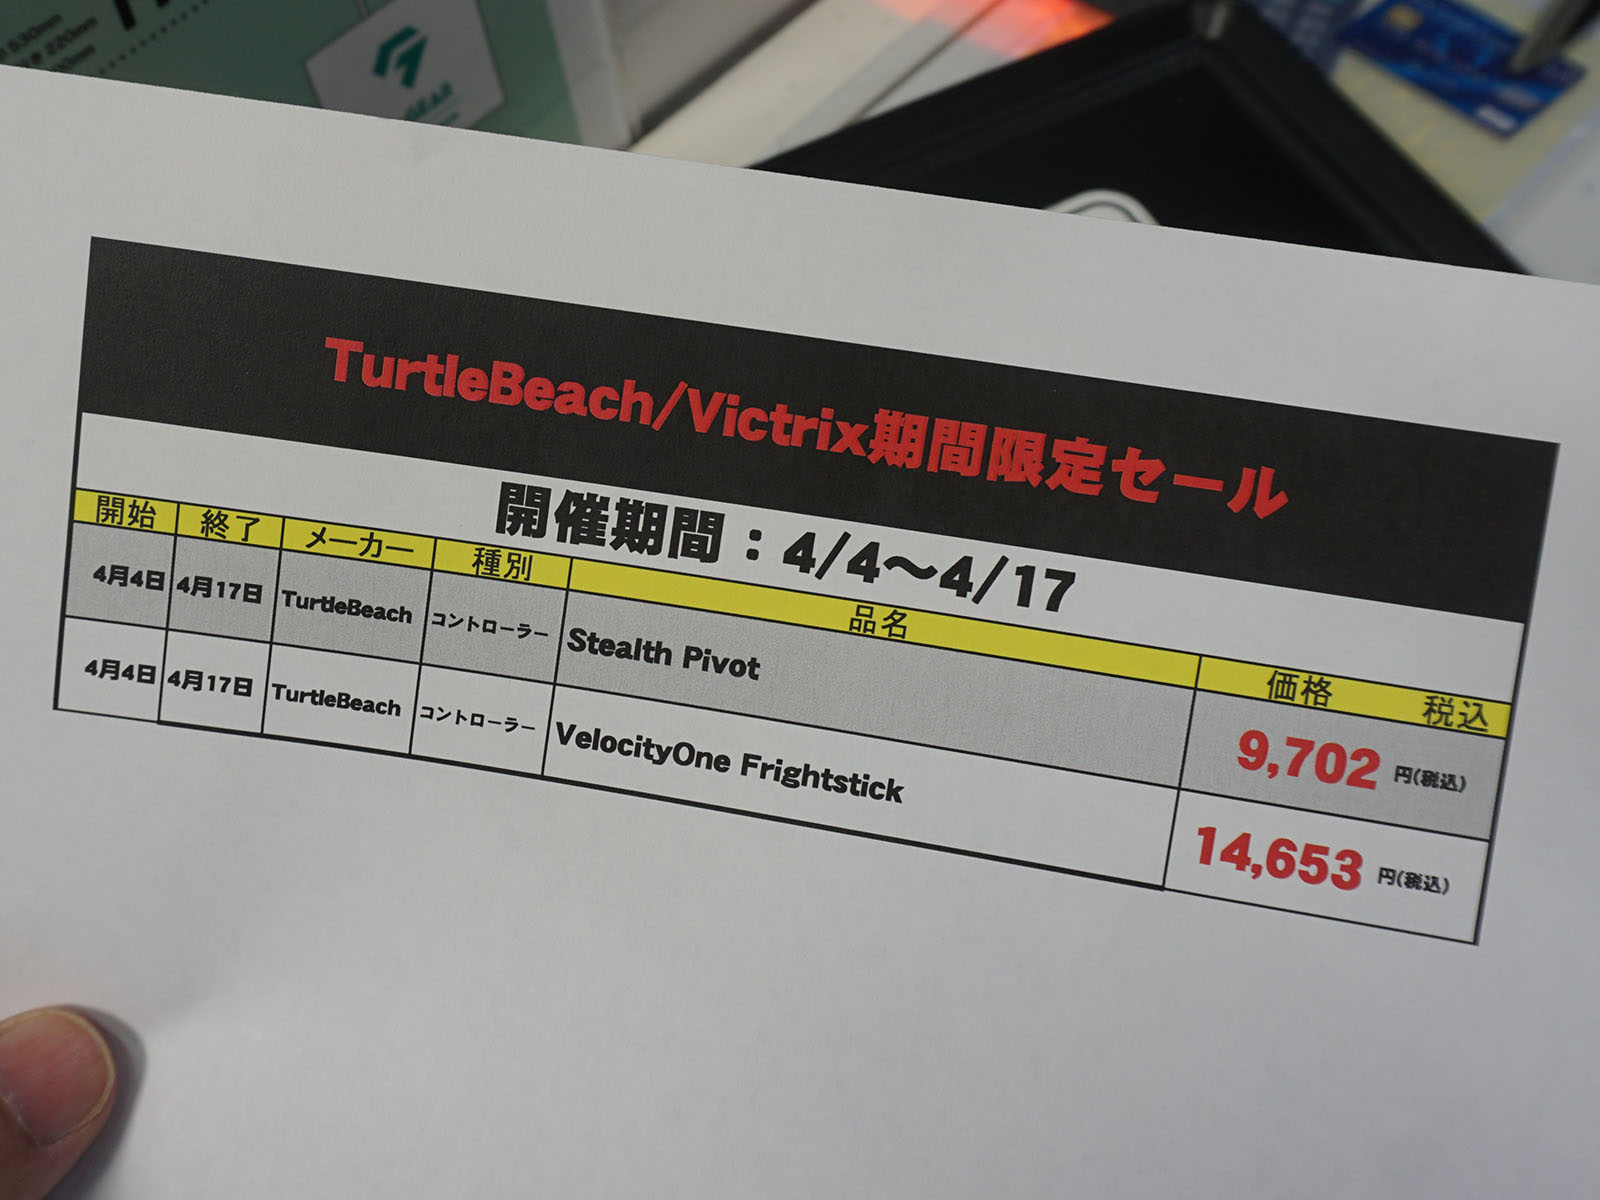 530mm
220mm
GEAR
TurtleBeach/Victrix期間限定セール
開催期間：4/4～4/17
開始 終了 メーカー 種別 品名 価格 税込
4月4日 4月17日 TurtleBeach コントローラー Stealth Pivot 9,702 円(税込)
4月4日 4月17日 TurtleBeach コントローラー VelocityOne Frightstick 14,653 円(税込)